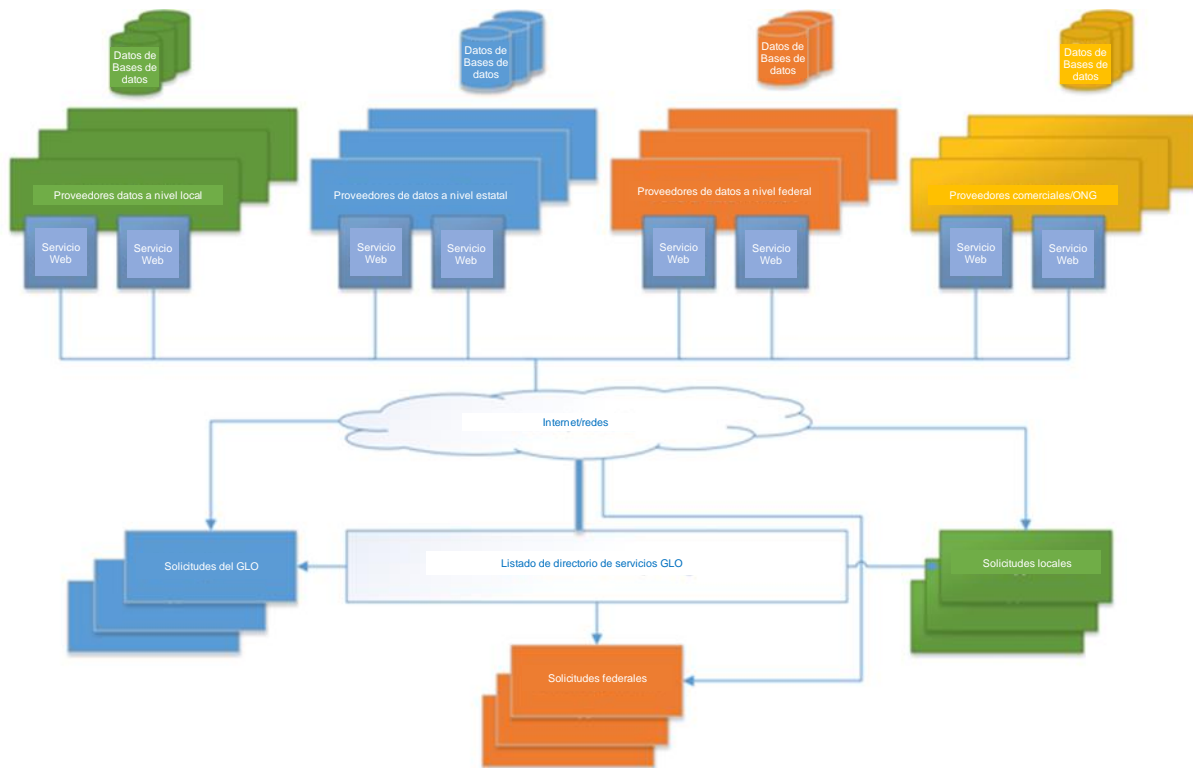 Datos de
Bases de
datos
Datos de
Bases de
datos
Datos de
Bases de
datos
Datos de
Bases de
datos
Proveedores datos a nivel local
Proveedores de datos a nivel estatal
Proveedores de datos a nivel federal
Proveedores comerciales/ONG
Servicio
Web
Servicio
Web
Servicio
Web
Servicio
Web
Servicio
Web
Servicio
Web
Servicio
Web
Servicio
Web
Internet/redes
Solicitudes del GLO
Listado de directorio de servicios GLO
Solicitudes locales
Solicitudes federales